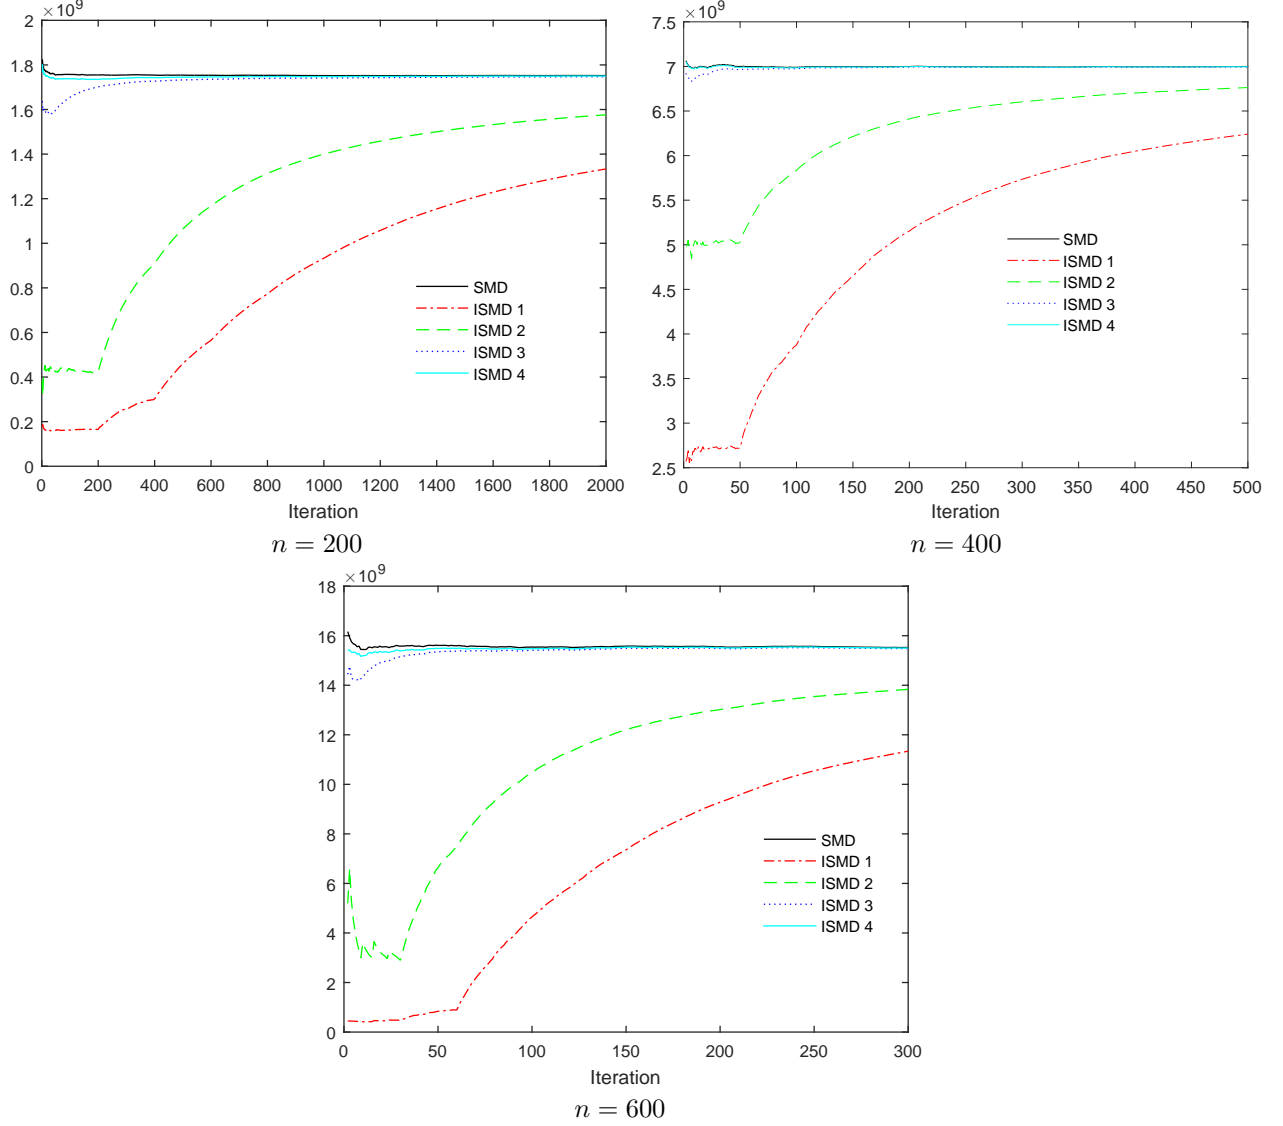 ×10^9
2
1.8
1.6
1.4
1.2
1
0.8
0.6
0.4
0.2
0
SMD
ISMD 1
ISMD 2
ISMD 3
ISMD 4
0 200 400 600 800 1000 1200 1400 1600 1800 2000
Iteration
n = 200
×10^9
7.5
7
6.5
6
5.5
5
4.5
4
3.5
3
2.5
SMD
ISMD 1
ISMD 2
ISMD 3
ISMD 4
0 50 100 150 200 250 300 350 400 450 500
Iteration
n = 400
×10^9
18
16
14
12
10
8
6
4
2
0
SMD
ISMD 1
ISMD 2
ISMD 3
ISMD 4
0 50 100 150 200 250 300
Iteration
n = 600